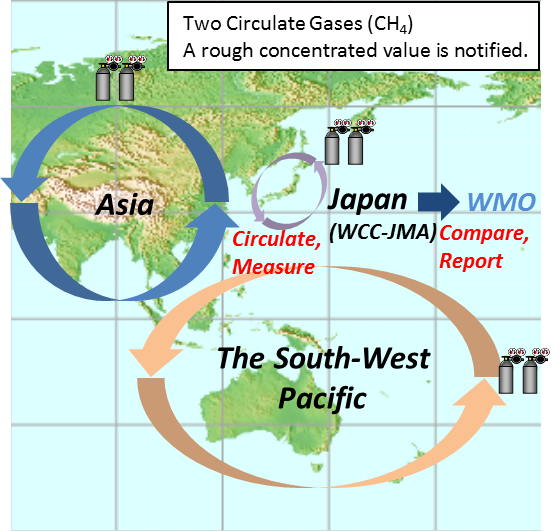 Two Circulate Gases (CH₄)
A rough concentrated value is notified.
Asia
Japan
(WCC-JMA)
WMO
Circulate,
Measure
Compare,
Report
The South-West
Pacific